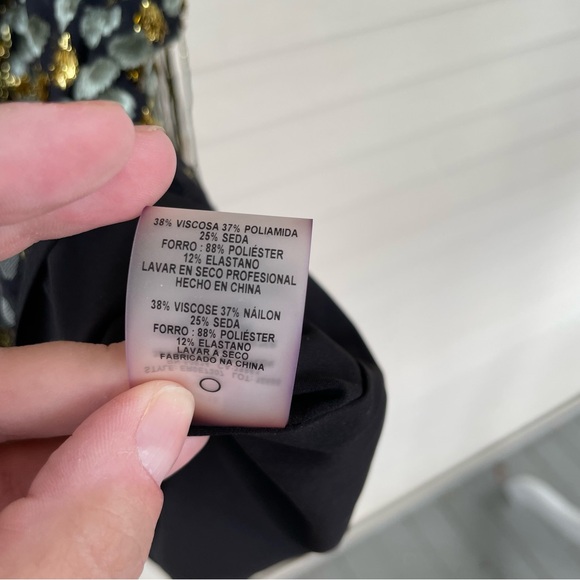 38% VISCOSA 37% POLIAMIDA
25% SEDA
FORRO : 88% POLIÉSTER
12% ELASTANO
LAVAR EN SECO PROFESIONAL
HECHO EN CHINA
38% VISCOSE 37% NÁILON
25% SEDA
FORRO : 88% POLIÉSTER
12% ELASTANO
LAVAR A SECO
FABRICADO NA CHINA